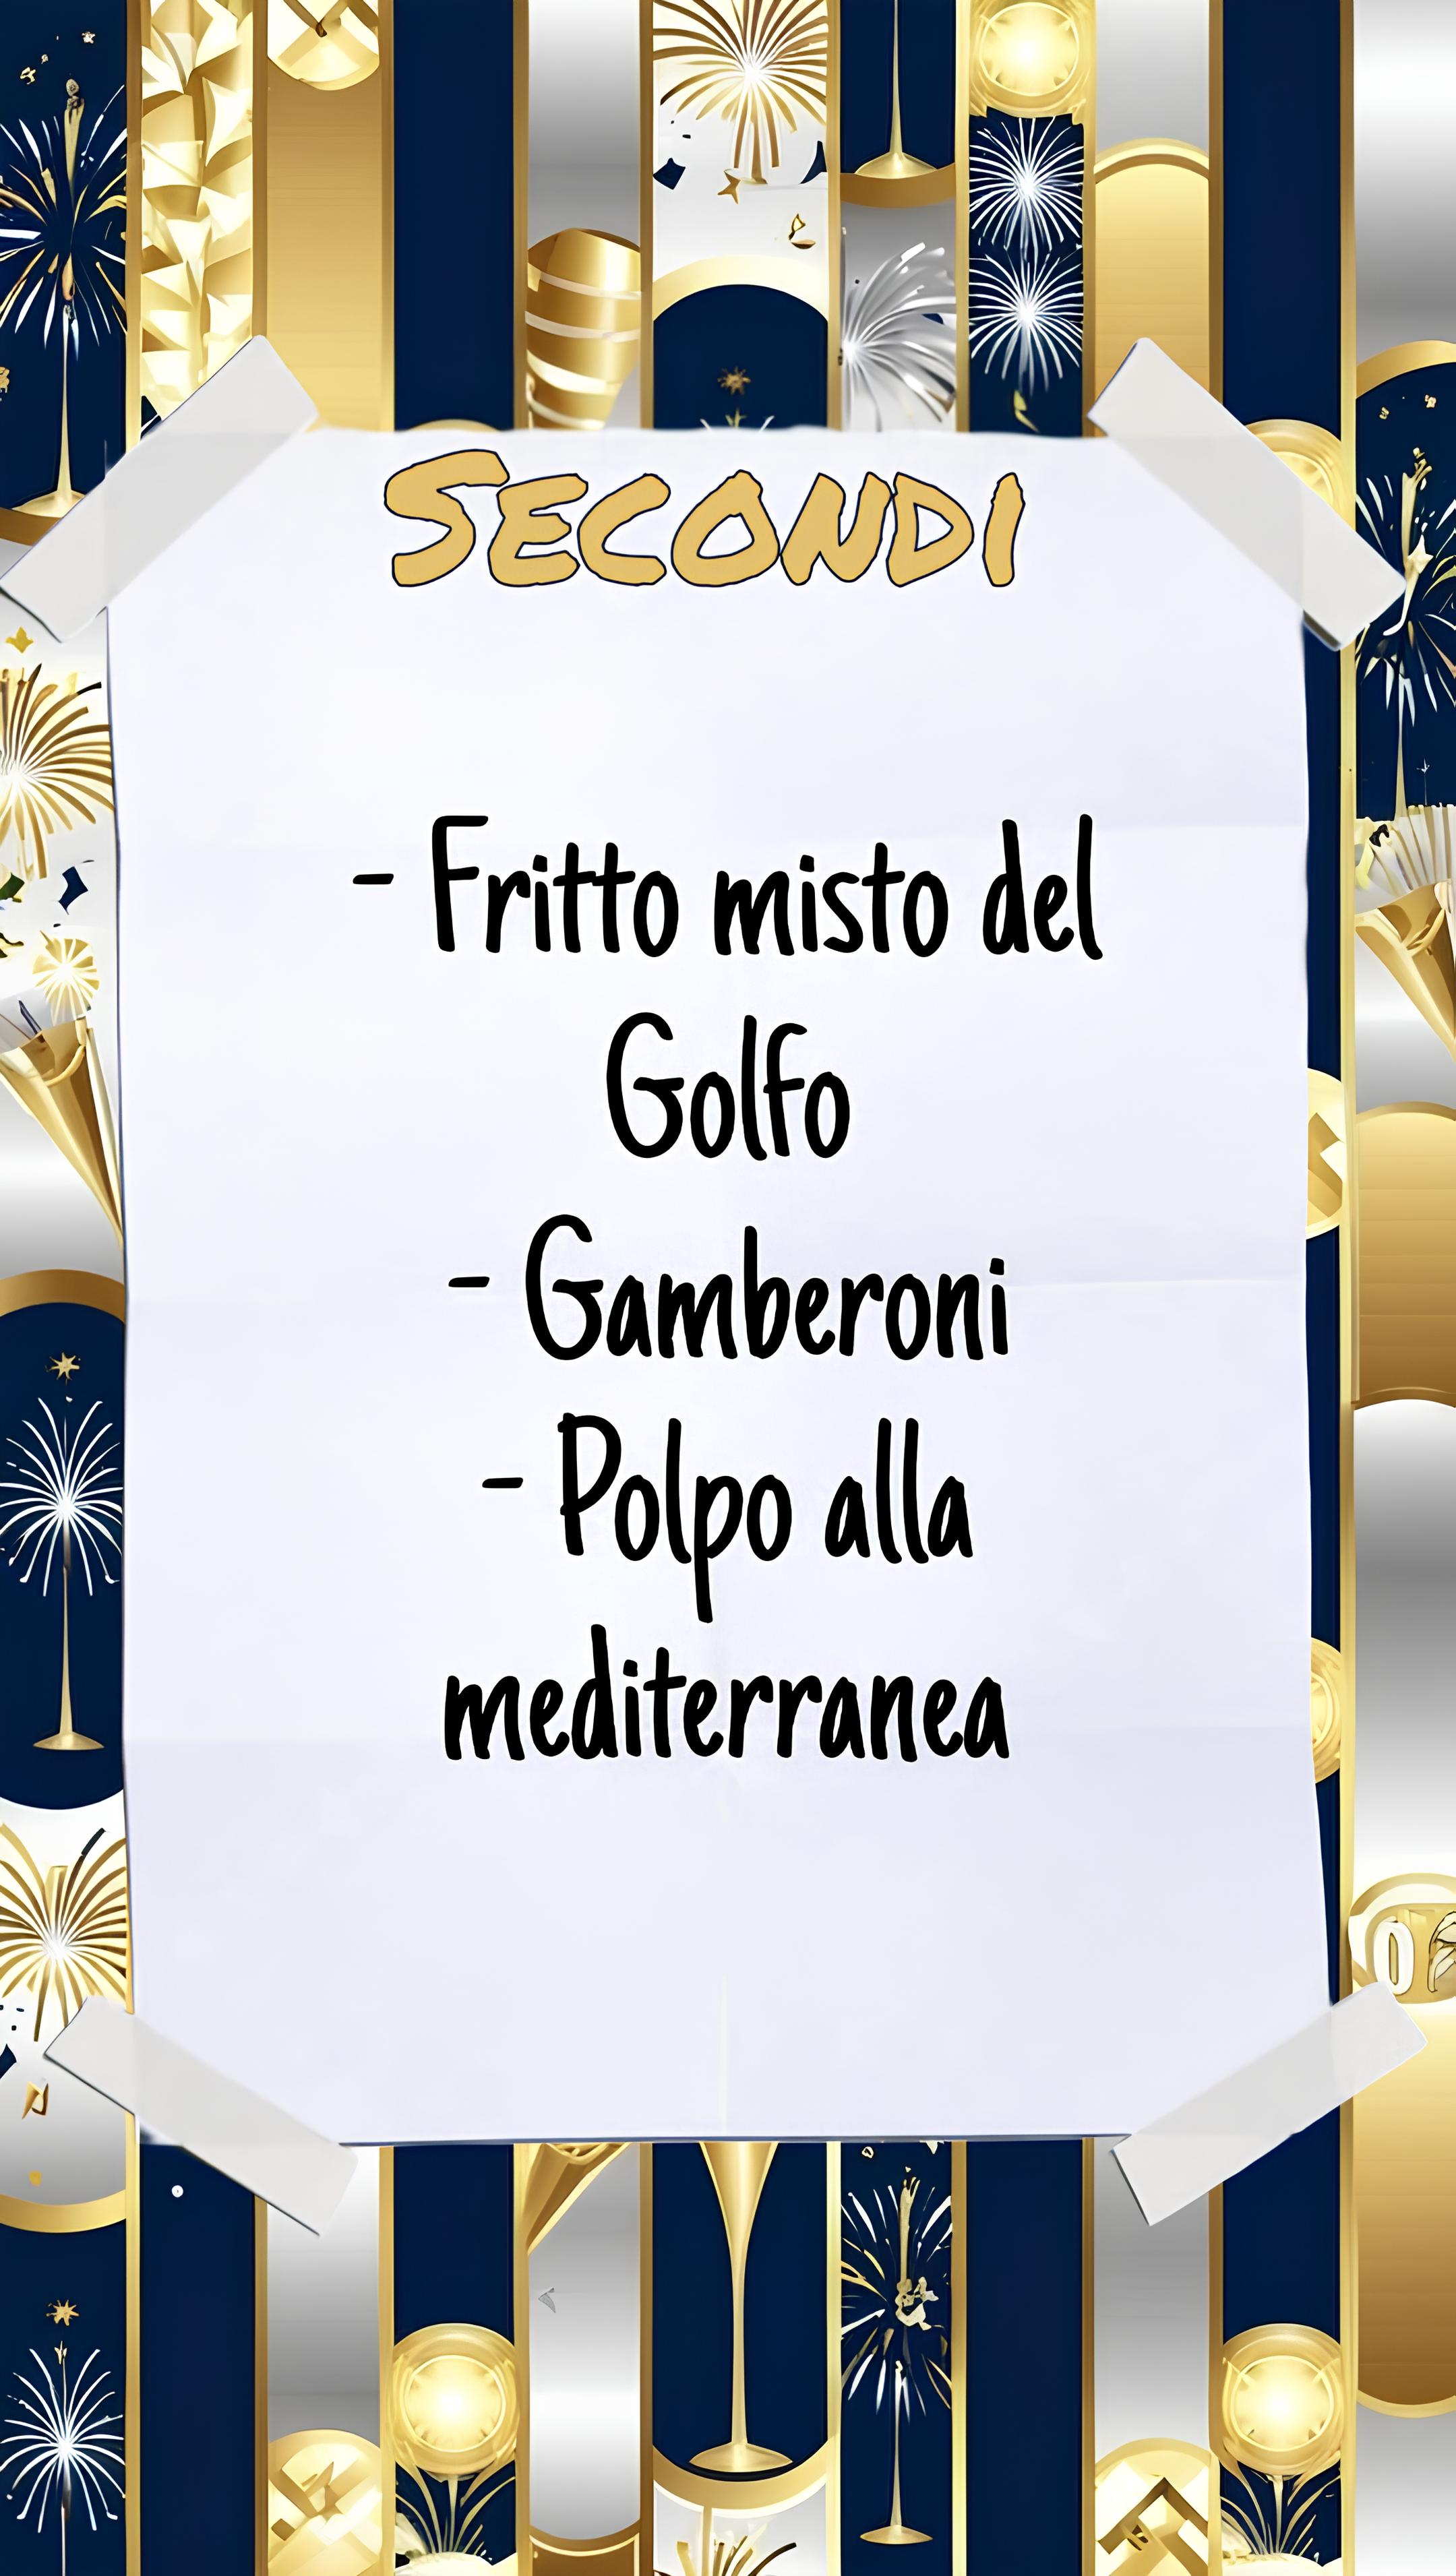 Secondi
- Fritto misto del
Golfo
- Gamberoni
- Polpo alla
mediterranea